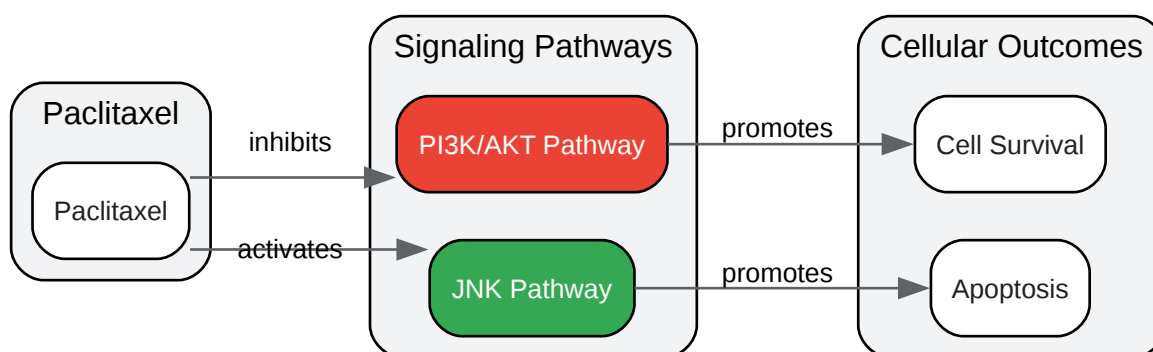 Paclitaxel
Paclitaxel
inhibits
activates
Signaling Pathways
PI3K/AKT Pathway
JNK Pathway
promotes
promotes
Cellular Outcomes
Cell Survival
Apoptosis